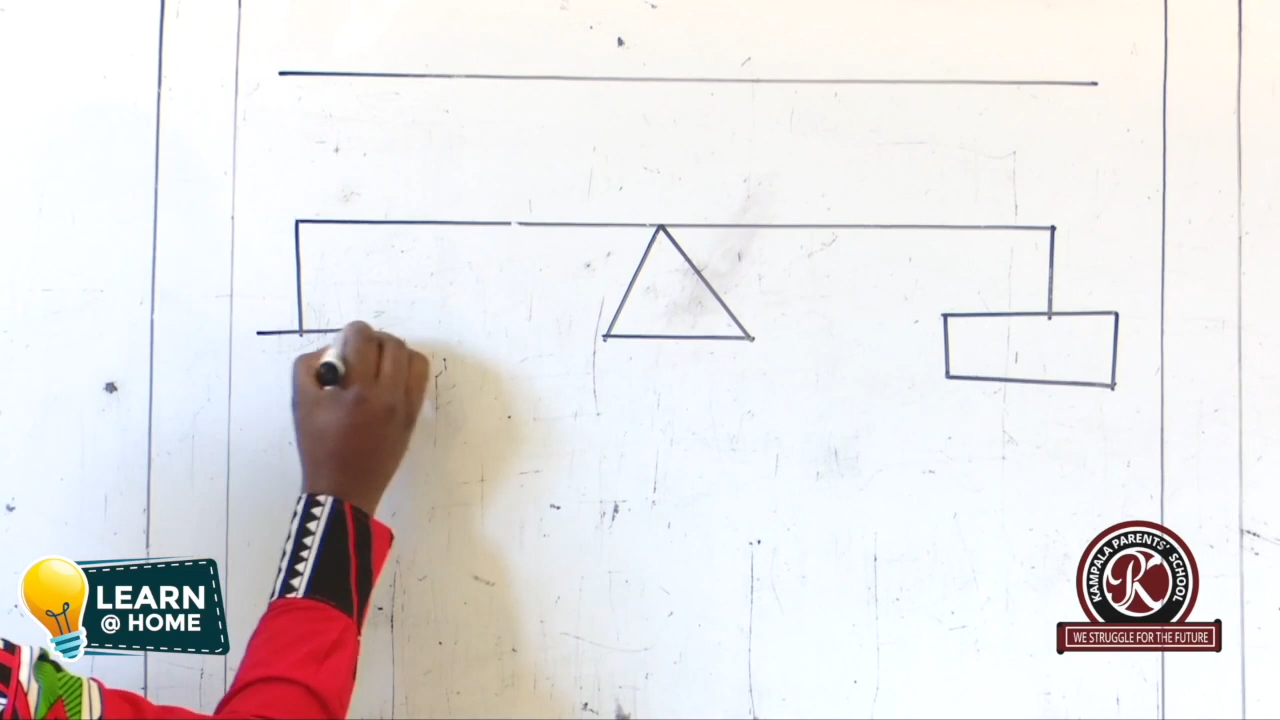 LEARN
@ HOME
KAMPALA PARENTS' SCHOOL
WE STRUGGLE FOR THE FUTURE